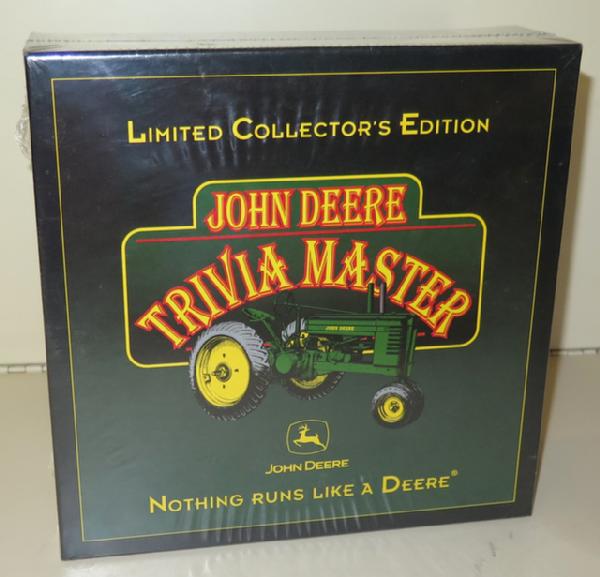 LIMITED COLLECTOR'S EDITION
JOHN DEERE
TRIVIA MASTER
JOHN DEERE
JOHN DEERE
NOTHING RUNS LIKE A DEERE®